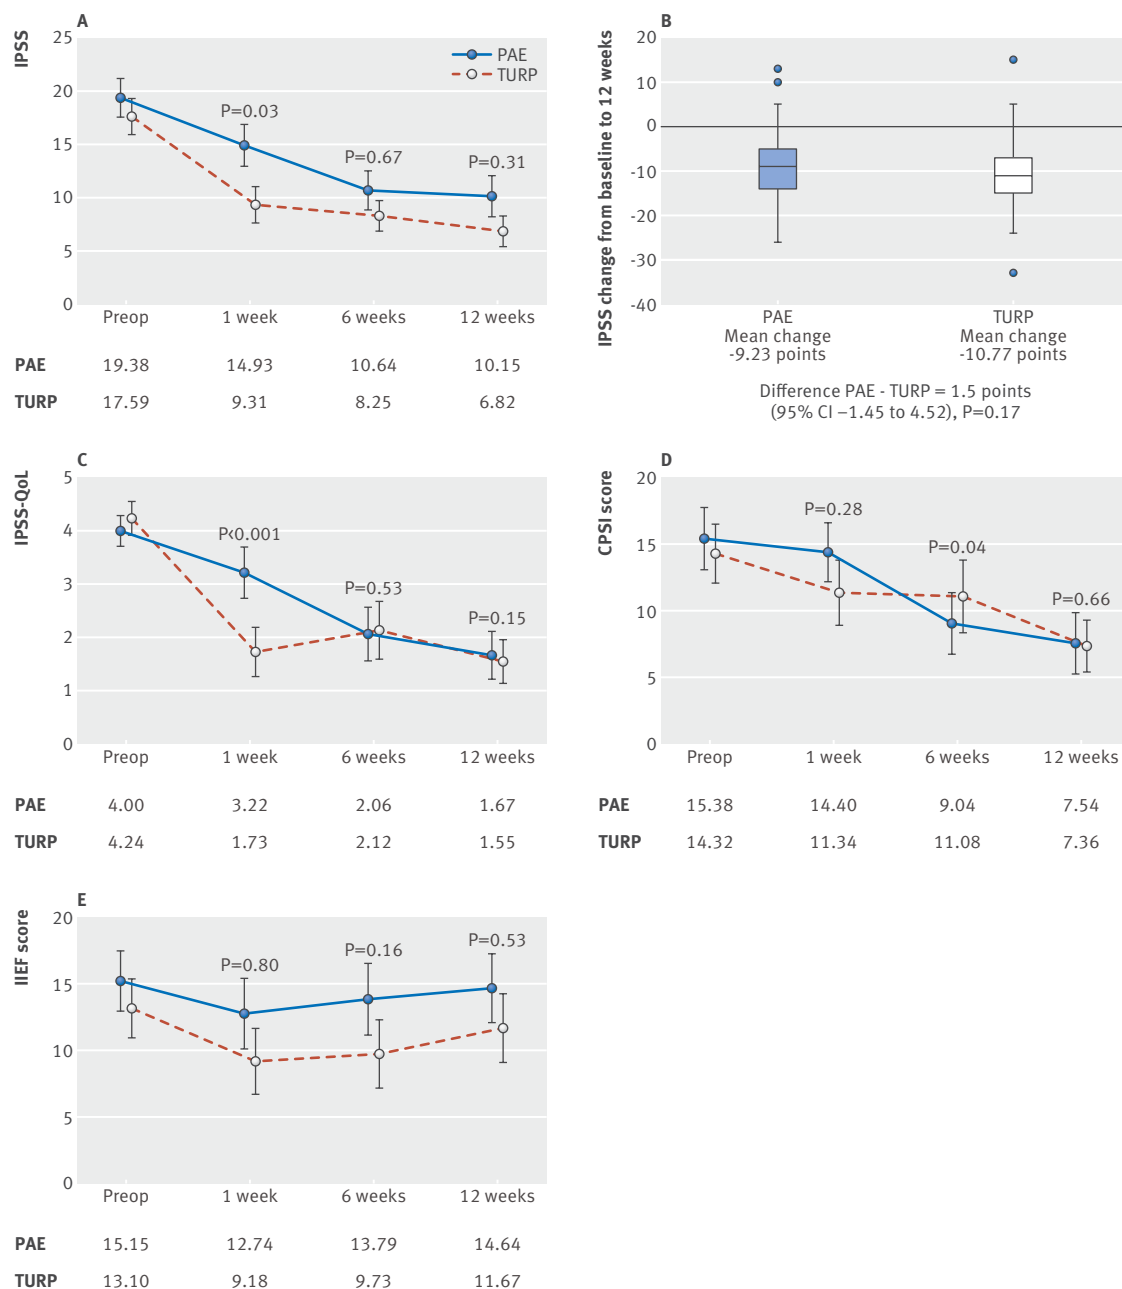 A
IPSS
25
20
15
10
5
0
PAE
TURP
P=0.03
P=0.67
P=0.31
Preop 1 week 6 weeks 12 weeks
PAE 19.38 14.93 10.64 10.15
TURP 17.59 9.31 8.25 6.82
B
IPSS change from baseline to 12 weeks
20
10
0
-10
-20
-30
-40
PAE TURP
Mean change Mean change
-9.23 points -10.77 points
Difference PAE - TURP = 1.5 points
(95% CI –1.45 to 4.52), P=0.17
C
IPSS-QoL
5
4
3
2
1
0
P<0.001
P=0.53
P=0.15
Preop 1 week 6 weeks 12 weeks
PAE 4.00 3.22 2.06 1.67
TURP 4.24 1.73 2.12 1.55
D
CPSI score
20
15
10
5
0
P=0.28
P=0.04
P=0.66
Preop 1 week 6 weeks 12 weeks
PAE 15.38 14.40 9.04 7.54
TURP 14.32 11.34 11.08 7.36
E
IIEF score
20
15
10
5
0
P=0.80
P=0.16
P=0.53
Preop 1 week 6 weeks 12 weeks
PAE 15.15 12.74 13.79 14.64
TURP 13.10 9.18 9.73 11.67